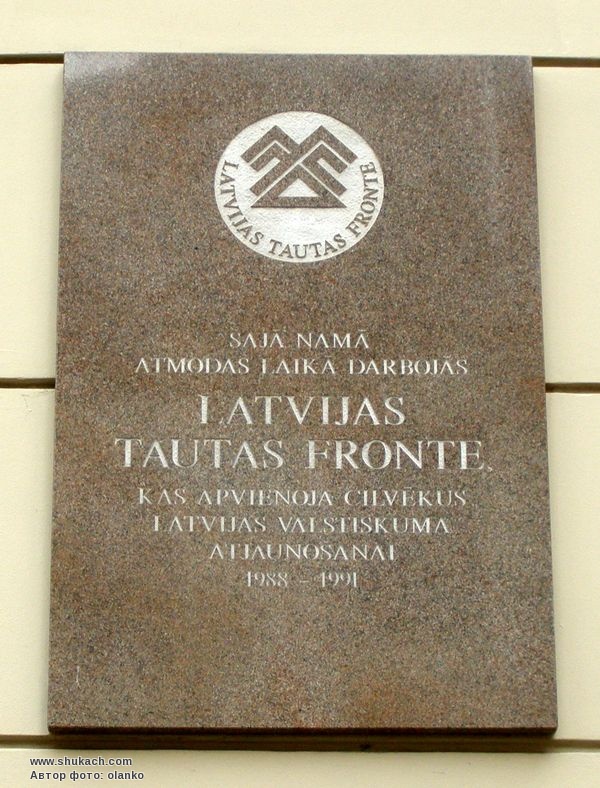 LATVIJAS TAUTAS FRONTE
ŠAJĀ NAMĀ
ATMODAS LAIKĀ DARBOJĀS
LATVIJAS
TAUTAS FRONTE,
KAS APVIENOJA CILVĒKUS
LATVIJAS VALSTISKUMA
ATJAUNOŠANAI
1988 - 1991
www.shukach.com
Автор фото: olanko